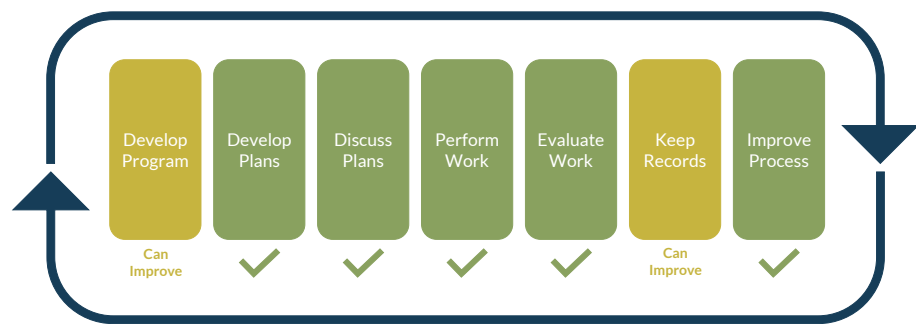 Develop
Program
Develop
Plans
Discuss
Plans
Perform
Work
Evaluate
Work
Keep
Records
Improve
Process
Can
Improve
Can
Improve